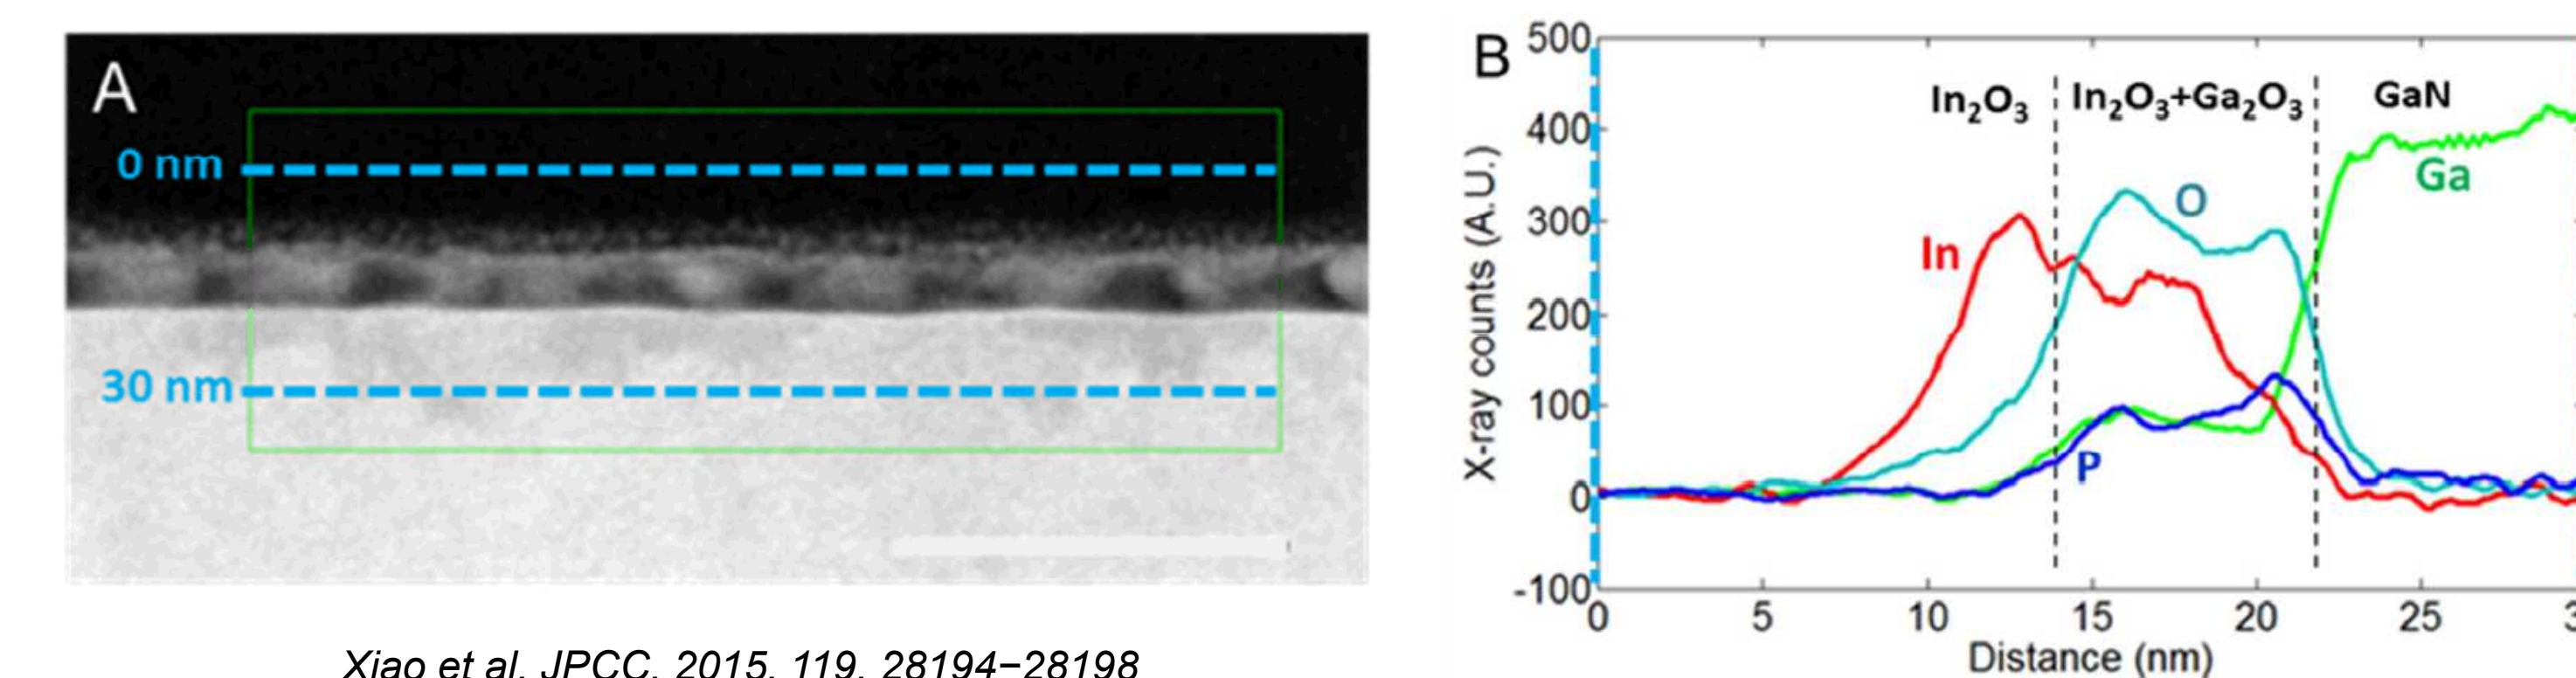 A
0 nm
30 nm
Xiao et al. JPCC. 2015. 119. 28194−28198
B
500
400
300
200
100
0
-100
X-ray counts (A.U.)
In₂O₃
In₂O₃+Ga₂O₃
GaN
In
O
Ga
P
0
5
10
15
20
25
3
Distance (nm)